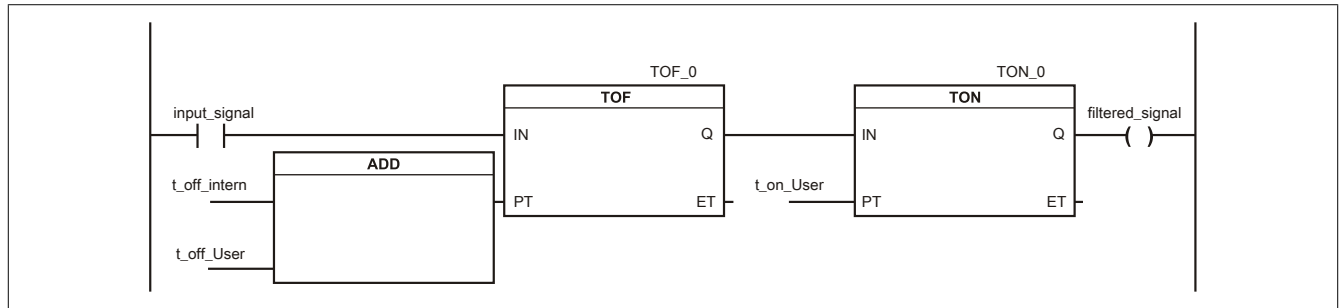 TOF_0
TON_0
TOF
TON
input_signal
filtered_signal
IN
Q
IN
Q
ADD
t_off_intern
t_on_User
PT
ET
PT
ET
t_off_User